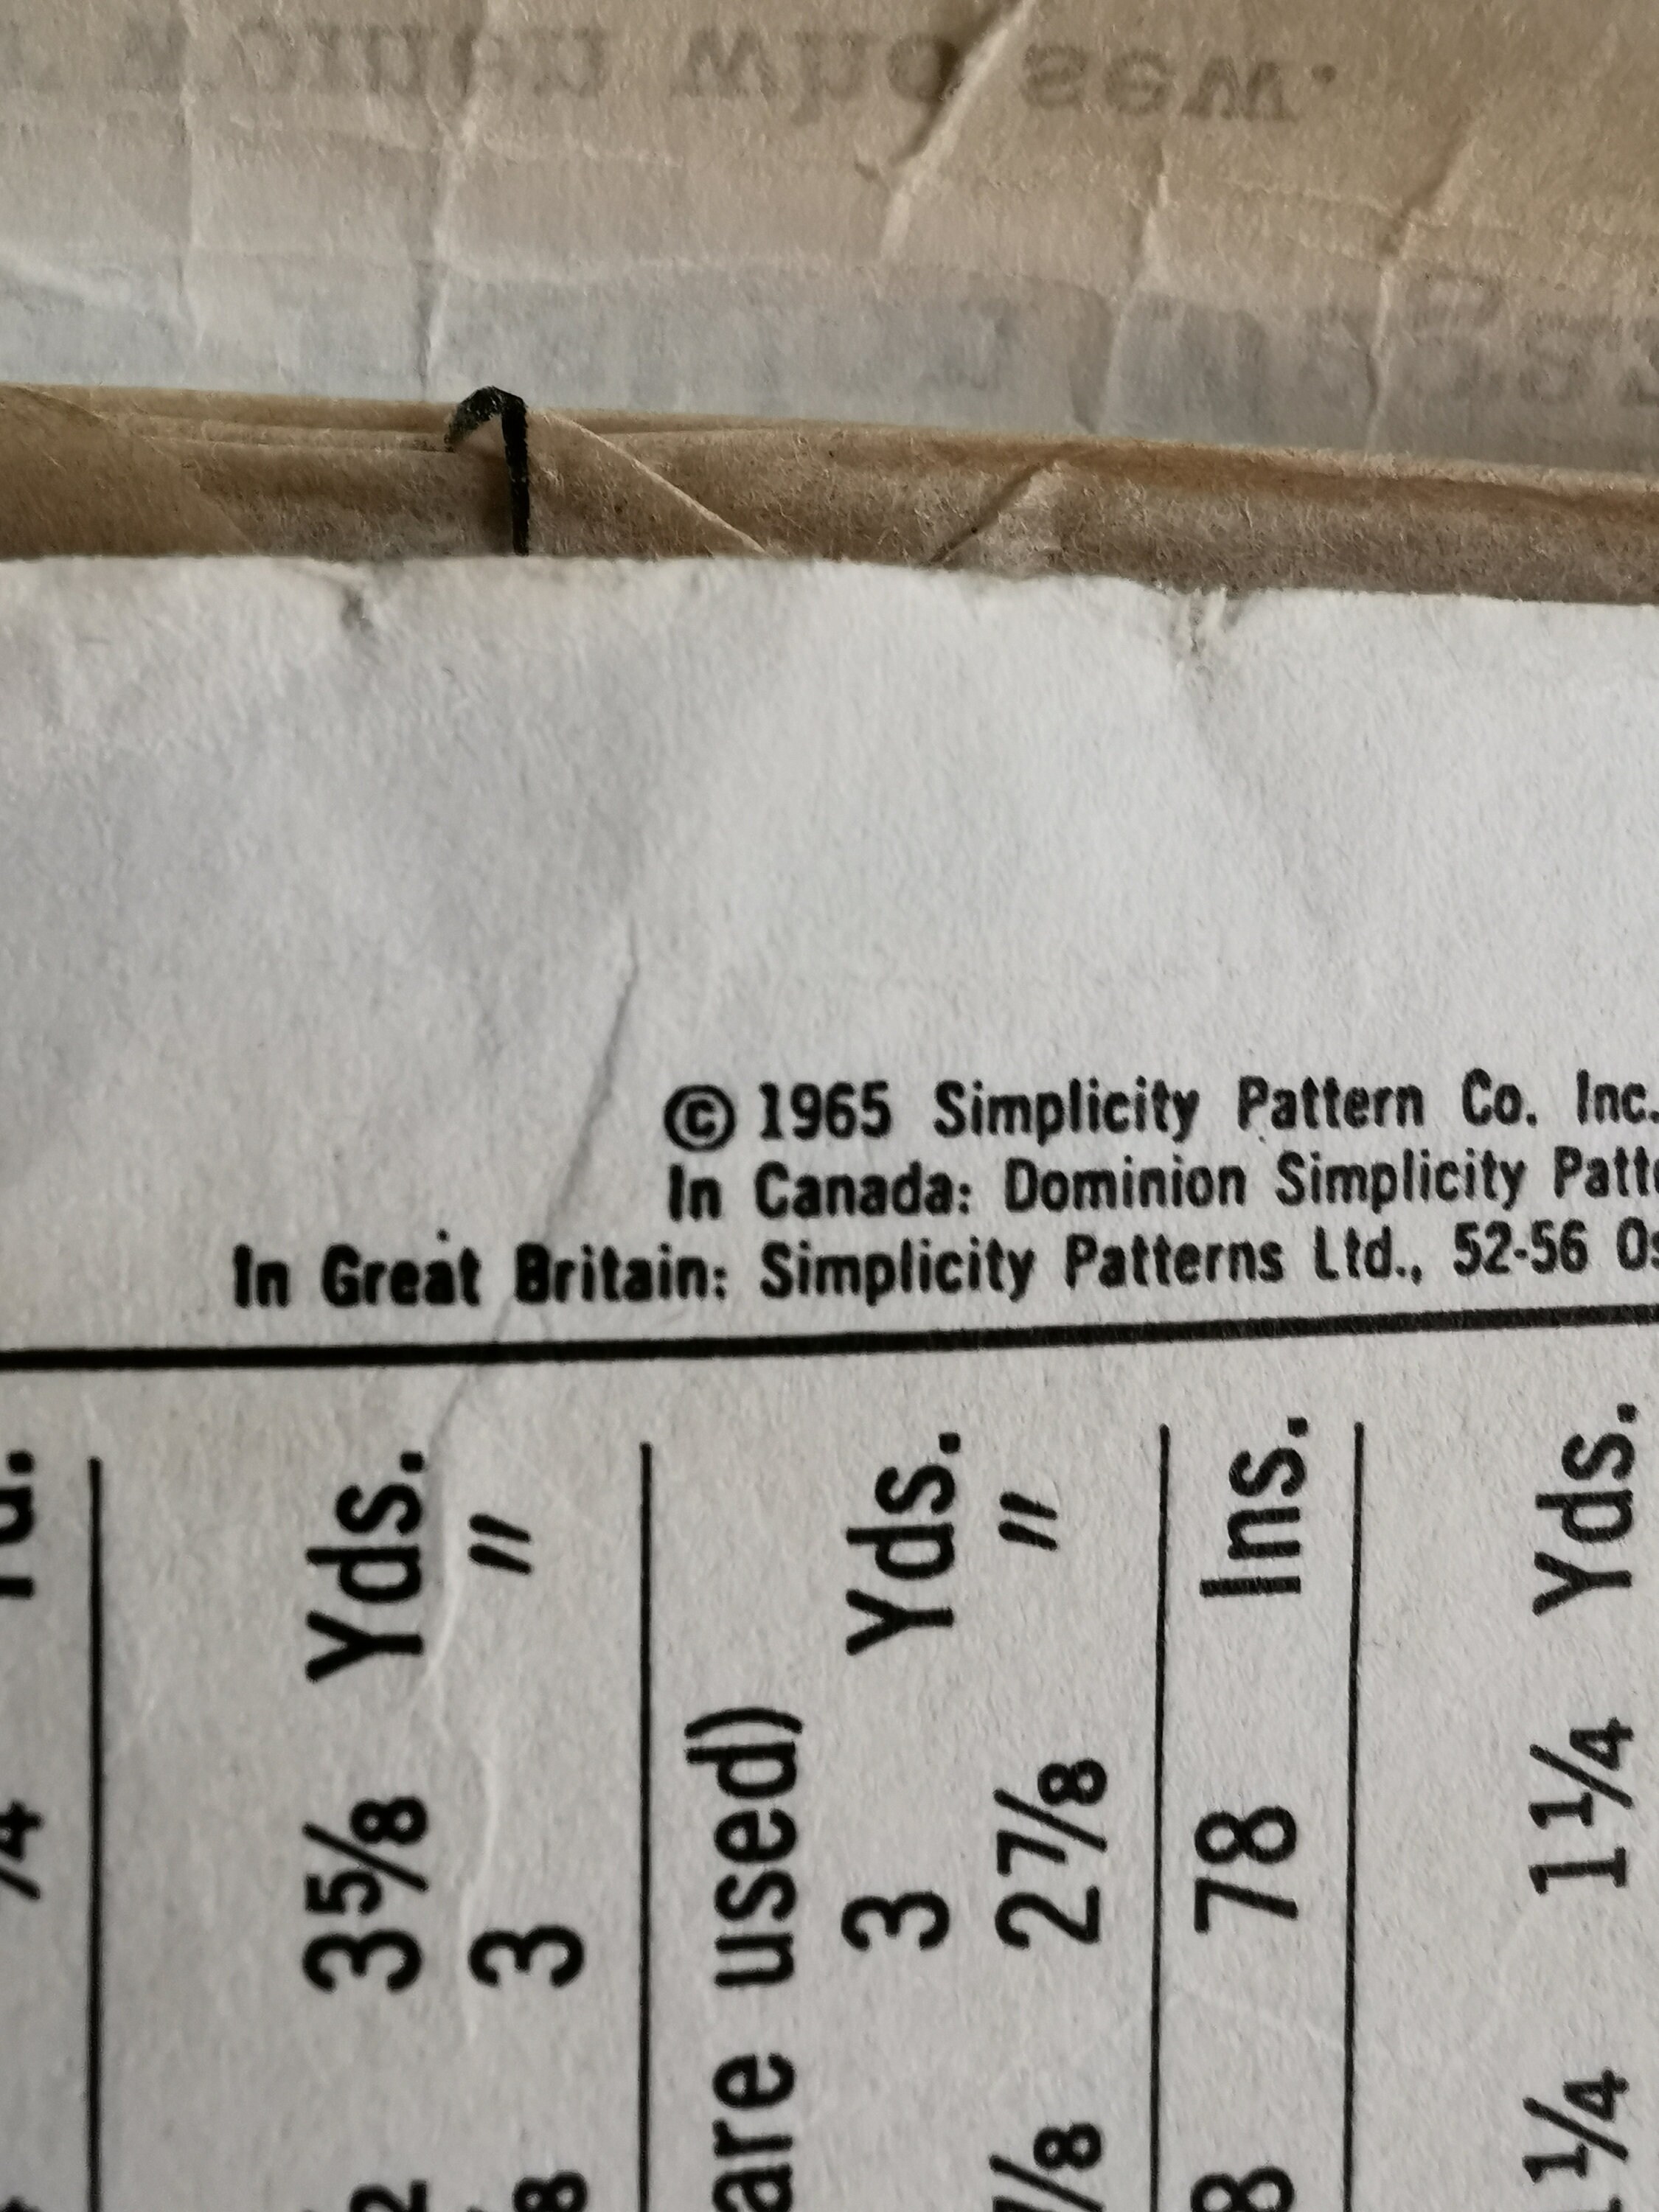 © 1965 Simplicity Pattern Co. Inc.
In Canada: Dominion Simplicity
In Great Britain: Simplicity Patterns Ltd., 52-56
3⅝ Yds.
3 "
are used)
3 Yds.
2⅞ "
78 Ins.
1¼ Yds.